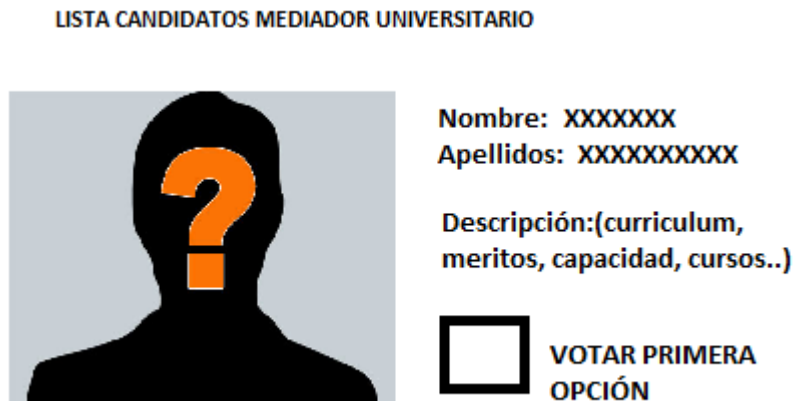 LISTA CANDIDATOS MEDIADOR UNIVERSITARIO
?
Nombre: XXXXXXX
Apellidos: XXXXXXXXXX
Descripción:(curriculum,
meritos, capacidad, cursos..)
VOTAR PRIMERA
OPCIÓN